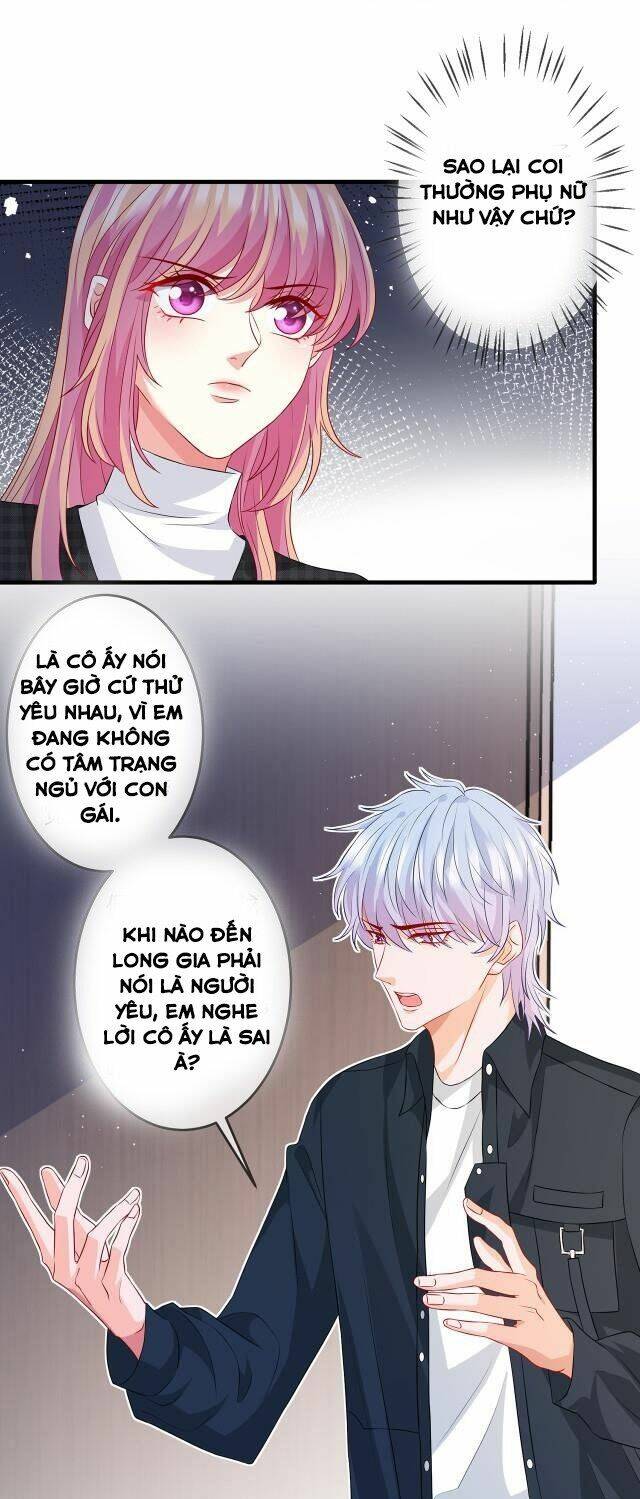 SAO LẠI COI
THƯỜNG PHỤ NỮ
NHƯ VẬY CHỨ?
LÀ CÔ ẤY NÓI
BÂY GIỜ CỨ THỬ
YÊU NHAU, VÌ EM
ĐANG KHÔNG
CÓ TÂM TRẠNG
NGỦ VỚI CON
GÁI.
KHI NÀO ĐẾN
LONG GIA PHẢI
NÓI LÀ NGƯỜI
YÊU, EM NGHE
LỜI CÔ ẤY LÀ SAI
À?